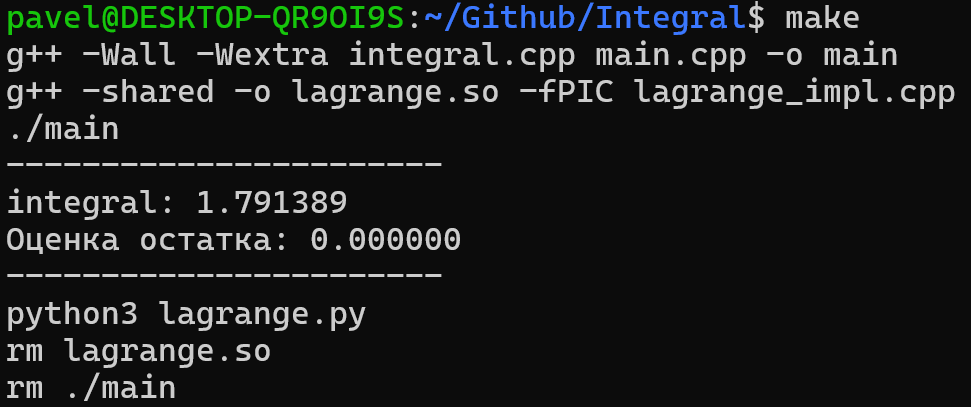 pavel@DESKTOP-QR9OI9S:~/Github/Integral$ make
g++ -Wall -Wextra integral.cpp main.cpp -o main
g++ -shared -o lagrange.so -fPIC lagrange_impl.cpp
./main
-----------------------
integral: 1.791389
Оценка остатка: 0.000000
-----------------------
python3 lagrange.py
rm lagrange.so
rm ./main